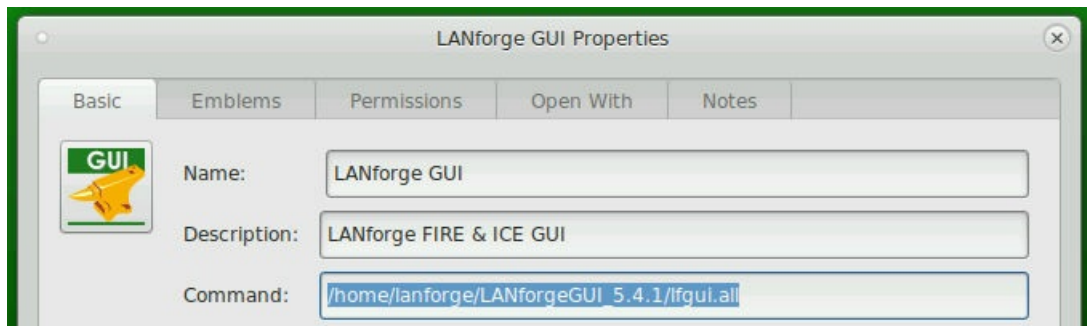 LANforge GUI Properties
Basic Emblems Permissions Open With Notes
GUI
Name: LANforge GUI
Description: LANforge FIRE & ICE GUI
Command: /home/lanforge/LANforgeGUI_5.4.1/lfgui.all